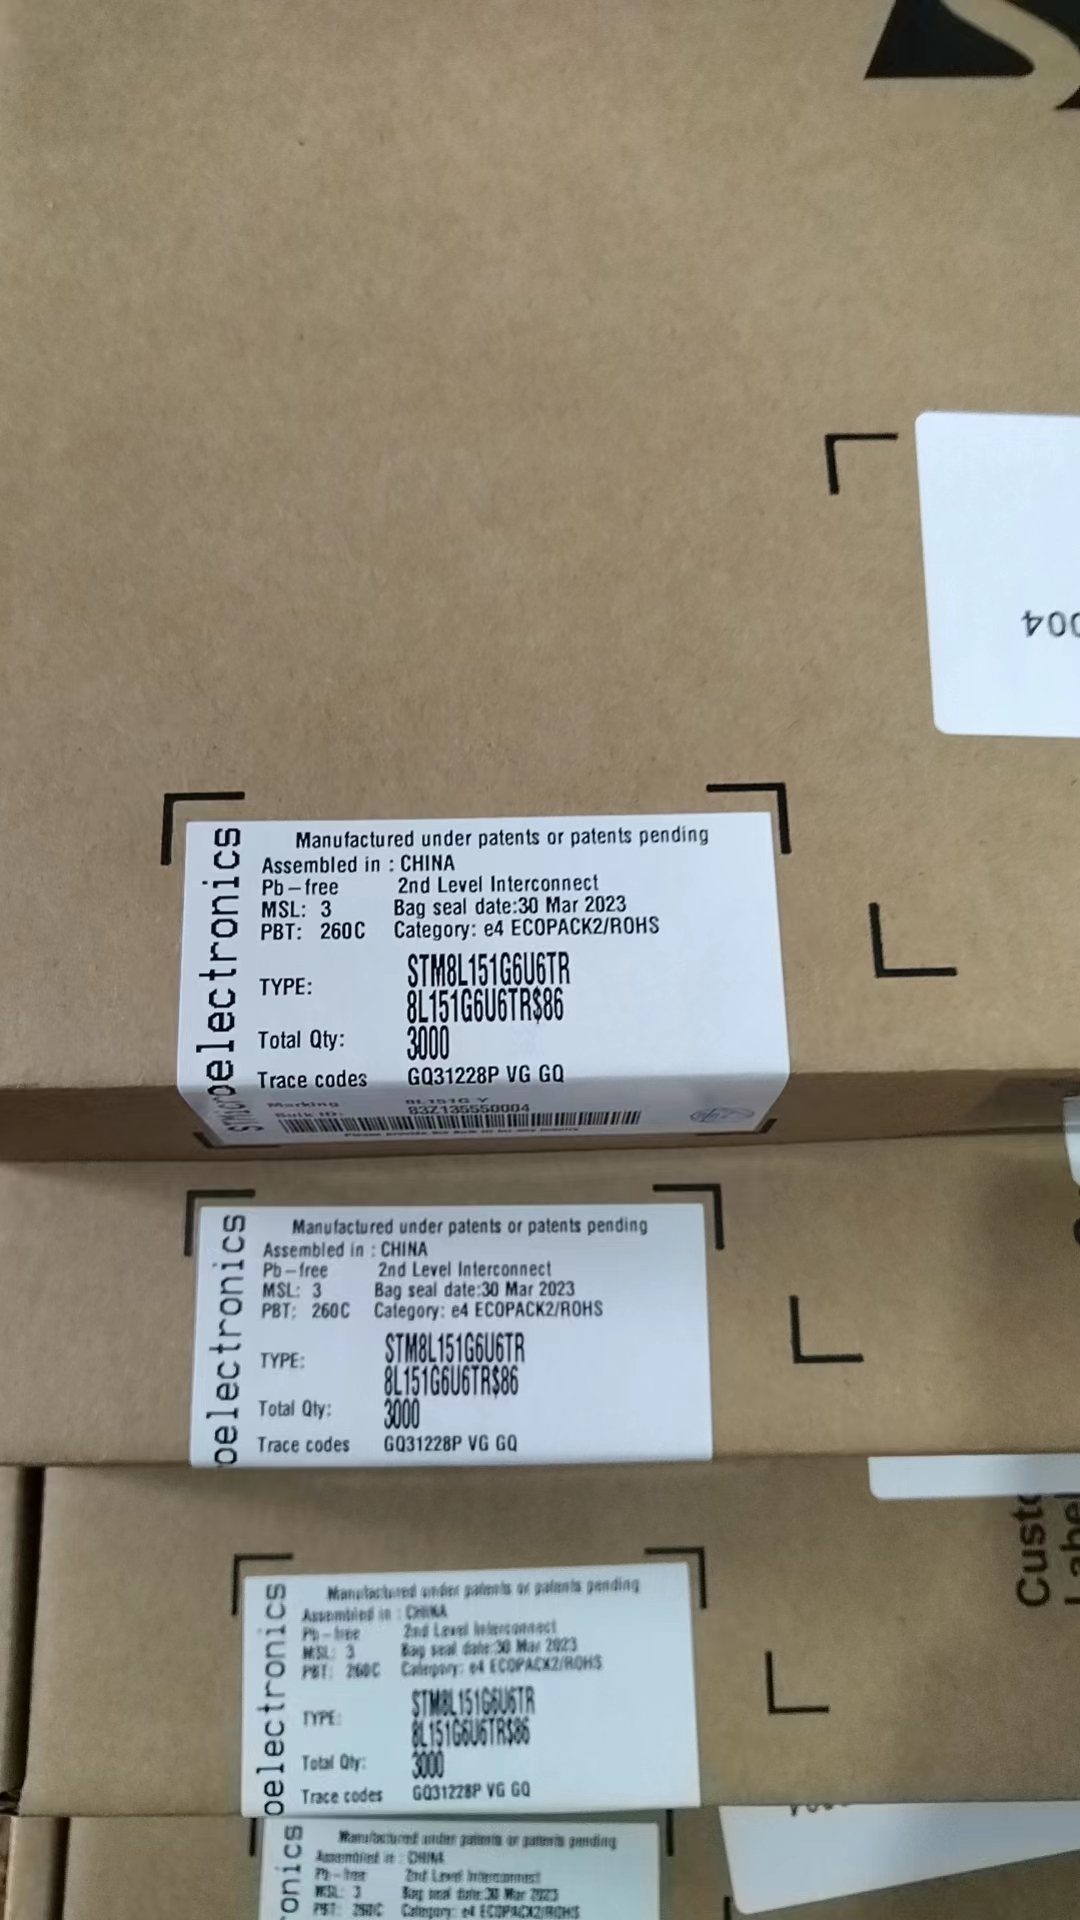 004
STMicroelectronics
Manufactured under patents or patents pending
Assembled in : CHINA
Pb-free 2nd Level Interconnect
MSL: 3 Bag seal date:30 Mar 2023
PBT: 260C Category: e4 ECOPACK2/ROHS
TYPE: STM8L151G6U6TR
8L151G6U6TR$86
Total Qty: 3000
Trace codes GQ31228P VG GQ
Marking 8L151G Y
Bulk ID: 83Z135550004
oelectronics
Manufactured under patents or patents pending
Assembled in : CHINA
Pb-free 2nd Level Interconnect
MSL: 3 Bag seal date:30 Mar 2023
PBT: 260C Category: e4 ECOPACK2/ROHS
TYPE: STM8L151G6U6TR
8L151G6U6TR$86
Total Qty: 3000
Trace codes GQ31228P VG GQ
Custo
Label
oelectronics
Manufactured under patents or patents pending
Assembled in : CHINA
Pb-free 2nd Level Interconnect
MSL: 3 Bag seal date:30 Mar 2023
PBT: 260C Category: e4 ECOPACK2/ROHS
TYPE: STM8L151G6U6TR
8L151G6U6TR$86
Total Qty: 3000
Trace codes GQ31228P VG GQ
ronics
Manufactured under patents or patents pending
Assembled in : CHINA
Pb-free 2nd Level Interconnect
MSL: 3 Bag seal date:30 Mar 2023
PBT: 260C Category: e4 ECOPACK2/ROHS